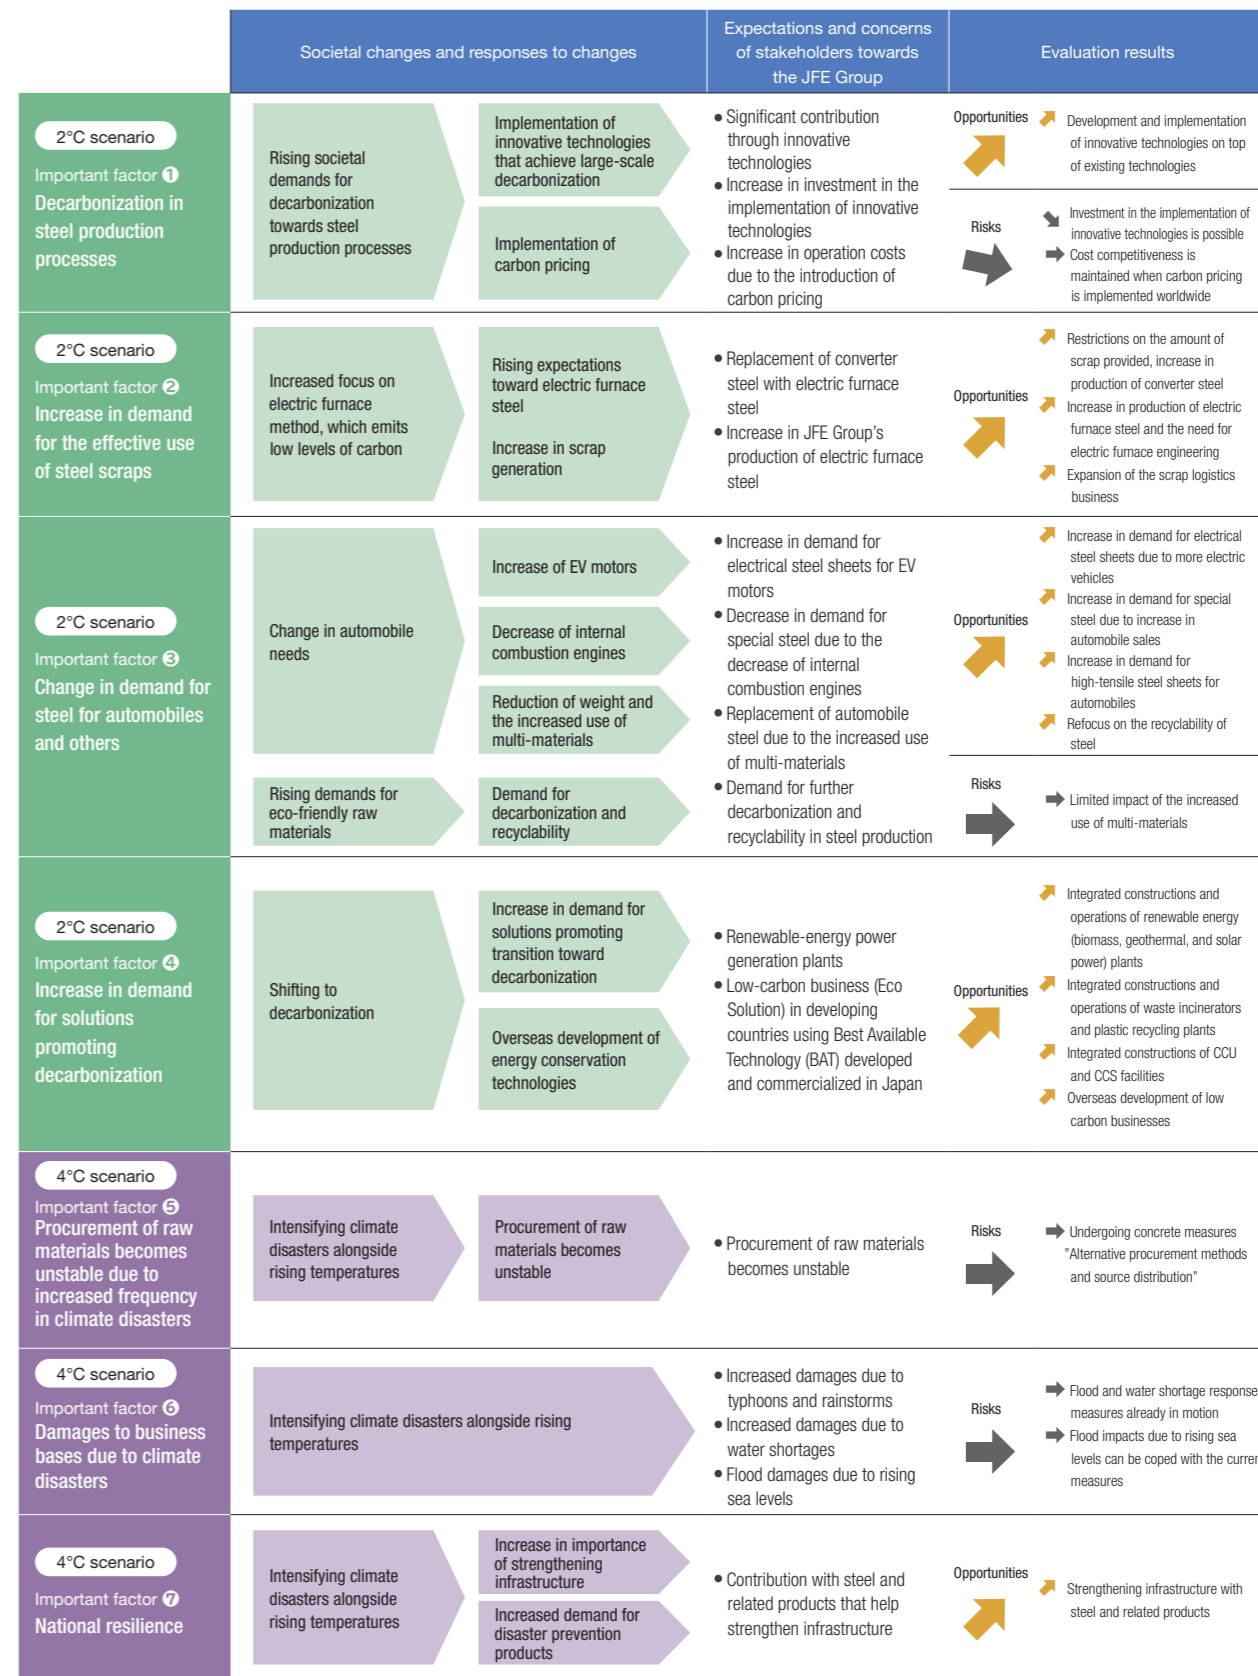 Societal changes and responses to changes
Expectations and concerns
of stakeholders towards
the JFE Group
Evaluation results
2°C scenario
Important factor ❶
Decarbonization in
steel production
processes
Rising societal
demands for
decarbonization
towards steel
production processes
Implementation of
innovative technologies
that achieve large-scale
decarbonization
Implementation of
carbon pricing
● Significant contribution
through innovative
technologies
● Increase in investment in the
implementation of innovative
technologies
● Increase in operation costs
due to the introduction of
carbon pricing
Opportunities
Development and implementation
of innovative technologies on top
of existing technologies
Risks
Investment in the implementation of
innovative technologies is possible
Cost competitiveness is
maintained when carbon pricing
is implemented worldwide
2°C scenario
Important factor ❷
Increase in demand
for the effective use
of steel scraps
Increased focus on
electric furnace
method, which emits
low levels of carbon
Rising expectations
toward electric furnace
steel
Increase in scrap
generation
● Replacement of converter
steel with electric furnace
steel
● Increase in JFE Group's
production of electric furnace
steel
Opportunities
Restrictions on the amount of
scrap provided, increase in
production of converter steel
Increase in production of electric
furnace steel and the need for
electric furnace engineering
Expansion of the scrap logistics
business
2°C scenario
Important factor ❸
Change in demand for
steel for automobiles
and others
Change in automobile
needs
Increase of EV motors
Decrease of internal
combustion engines
Reduction of weight and
the increased use of
multi-materials
Rising demands for
eco-friendly raw
materials
Demand for
decarbonization and
recyclability
● Increase in demand for
electrical steel sheets for EV
motors
● Decrease in demand for
special steel due to the
decrease of internal
combustion engines
● Replacement of automobile
steel due to the increased use
of multi-materials
● Demand for further
decarbonization and
recyclability in steel production
Opportunities
Increase in demand for electrical
steel sheets due to more electric
vehicles
Increase in demand for special
steel due to increase in
automobile sales
Increase in demand for
high-tensile steel sheets for
automobiles
Refocus on the recyclability of
steel
Risks
Limited impact of the increased
use of multi-materials
2°C scenario
Important factor ❹
Increase in demand
for solutions
promoting
decarbonization
Shifting to
decarbonization
Increase in demand for
solutions promoting
transition toward
decarbonization
Overseas development of
energy conservation
technologies
● Renewable-energy power
generation plants
● Low-carbon business (Eco
Solution) in developing
countries using Best Available
Technology (BAT) developed
and commercialized in Japan
Opportunities
Integrated constructions and
operations of renewable energy
(biomass, geothermal, and solar
power) plants
Integrated constructions and
operations of waste incinerators
and plastic recycling plants
Integrated constructions of CCU
and CCS facilities
Overseas development of low
carbon businesses
4°C scenario
Important factor ❺
Procurement of raw
materials becomes
unstable due to
increased frequency
in climate disasters
Intensifying climate
disasters alongside
rising temperatures
Procurement of raw
materials becomes
unstable
● Procurement of raw materials
becomes unstable
Risks
Undergoing concrete measures
"Alternative procurement methods
and source distribution"
4°C scenario
Important factor ❻
Damages to business
bases due to climate
disasters
Intensifying climate disasters alongside rising
temperatures
● Increased damages due to
typhoons and rainstorms
● Increased damages due to
water shortages
● Flood damages due to rising
sea levels
Risks
Flood and water shortage response
measures already in motion
Flood impacts due to rising sea
levels can be coped with the curren
measures
4°C scenario
Important factor ❼
National resilience
Intensifying climate
disasters alongside
rising temperatures
Increase in importance
of strengthening
infrastructure
Increased demand for
disaster prevention
products
● Contribution with steel and
related products that help
strengthen infrastructure
Opportunities
Strengthening infrastructure with
steel and related products